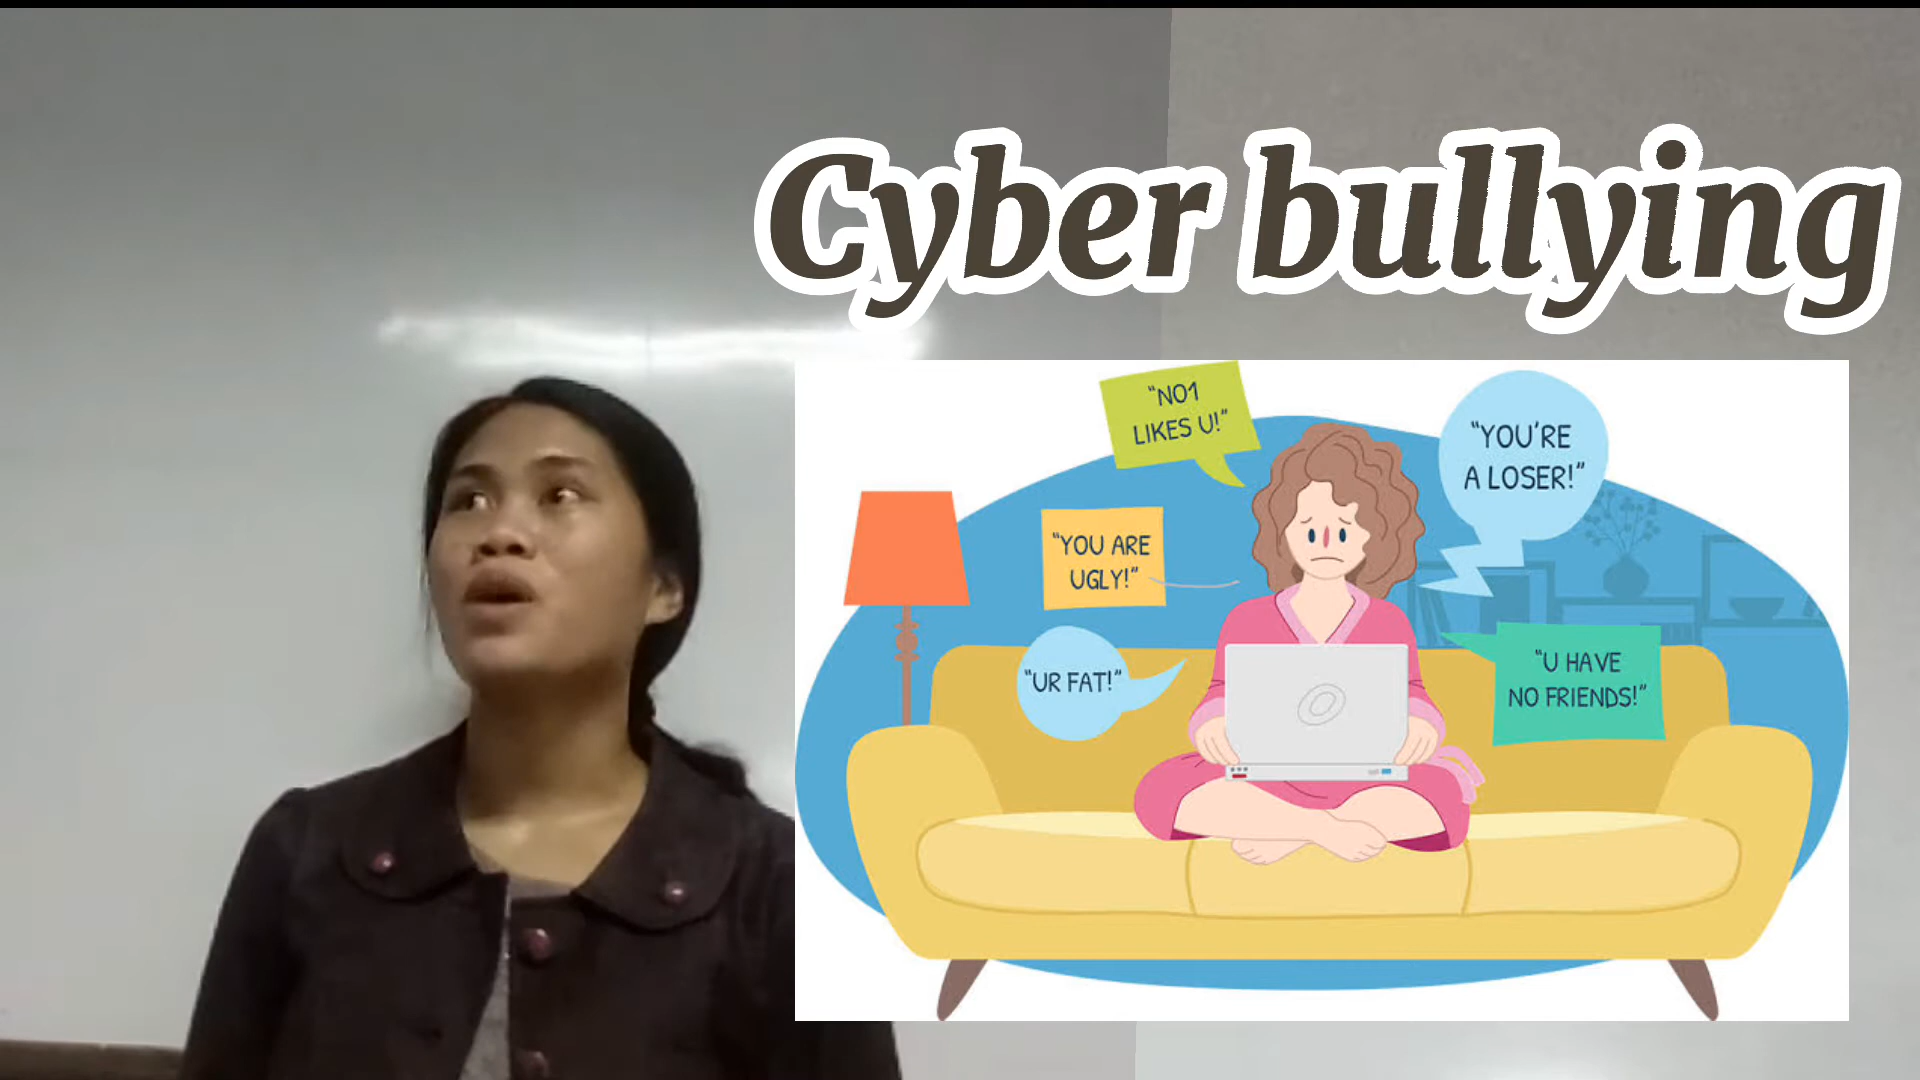 Cyber bullying
"NO1
LIKES U!"
"YOU'RE
A LOSER!"
"YOU ARE
UGLY!"
"UR FAT!"
"U HAVE
NO FRIENDS!"